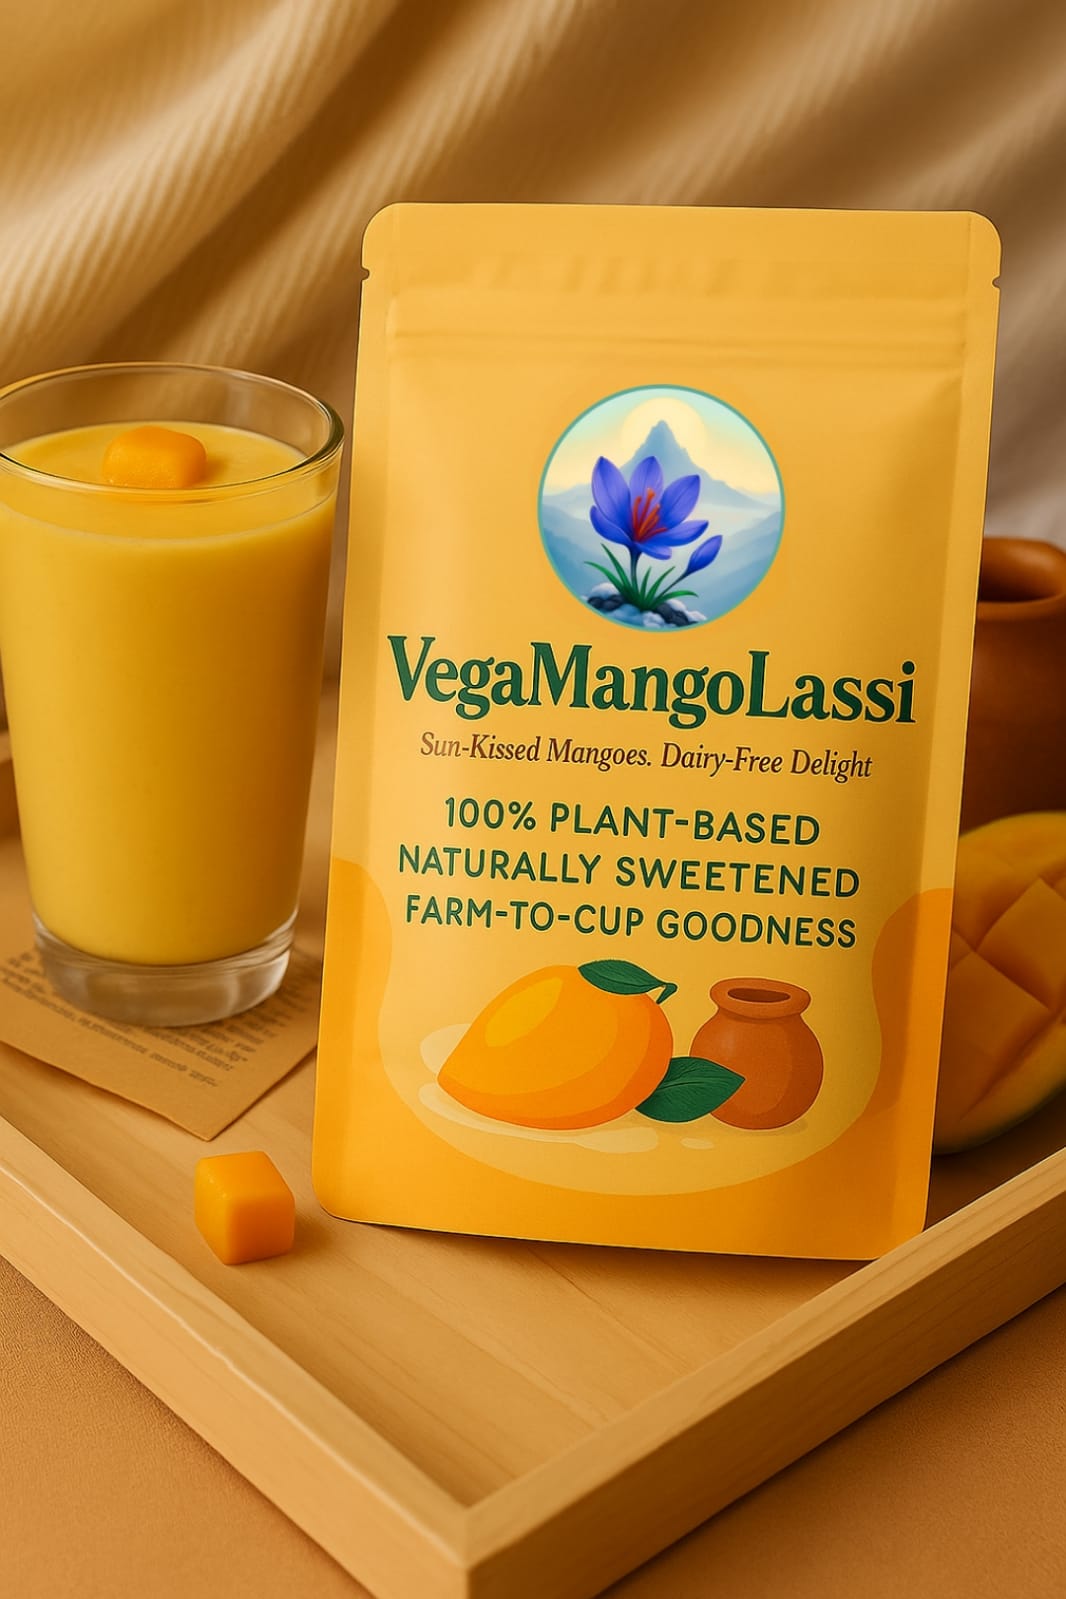 VegaMangoLassi
Sun-Kissed Mangoes. Dairy-Free Delight
100% PLANT-BASED
NATURALLY SWEETENED
FARM-TO-CUP GOODNESS